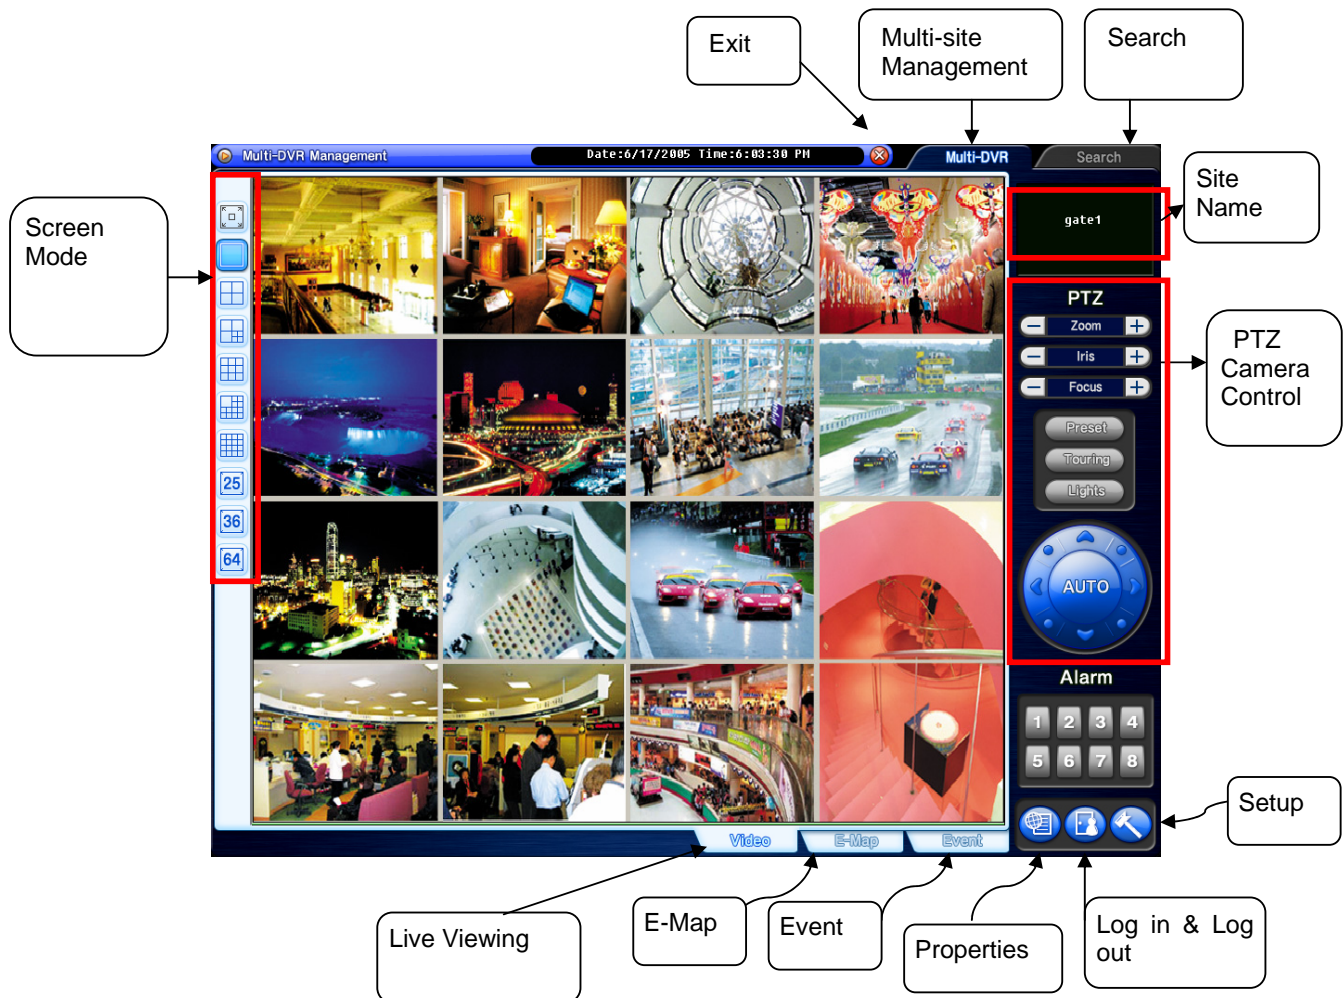 Exit
Multi-site
Management
Search
Multi-DVR Management
Date:6/17/2005 Time:6:03:30 PM
Multi-DVR
Search
Screen
Mode
gate1
Site
Name
PTZ
Zoom
Iris
Focus
PTZ
Camera
Control
Preset
Touring
Lights
25
36
64
AUTO
Alarm
1 2 3 4
5 6 7 8
Setup
Video
E-Map
Event
Live Viewing
E-Map
Event
Properties
Log in & Log
out